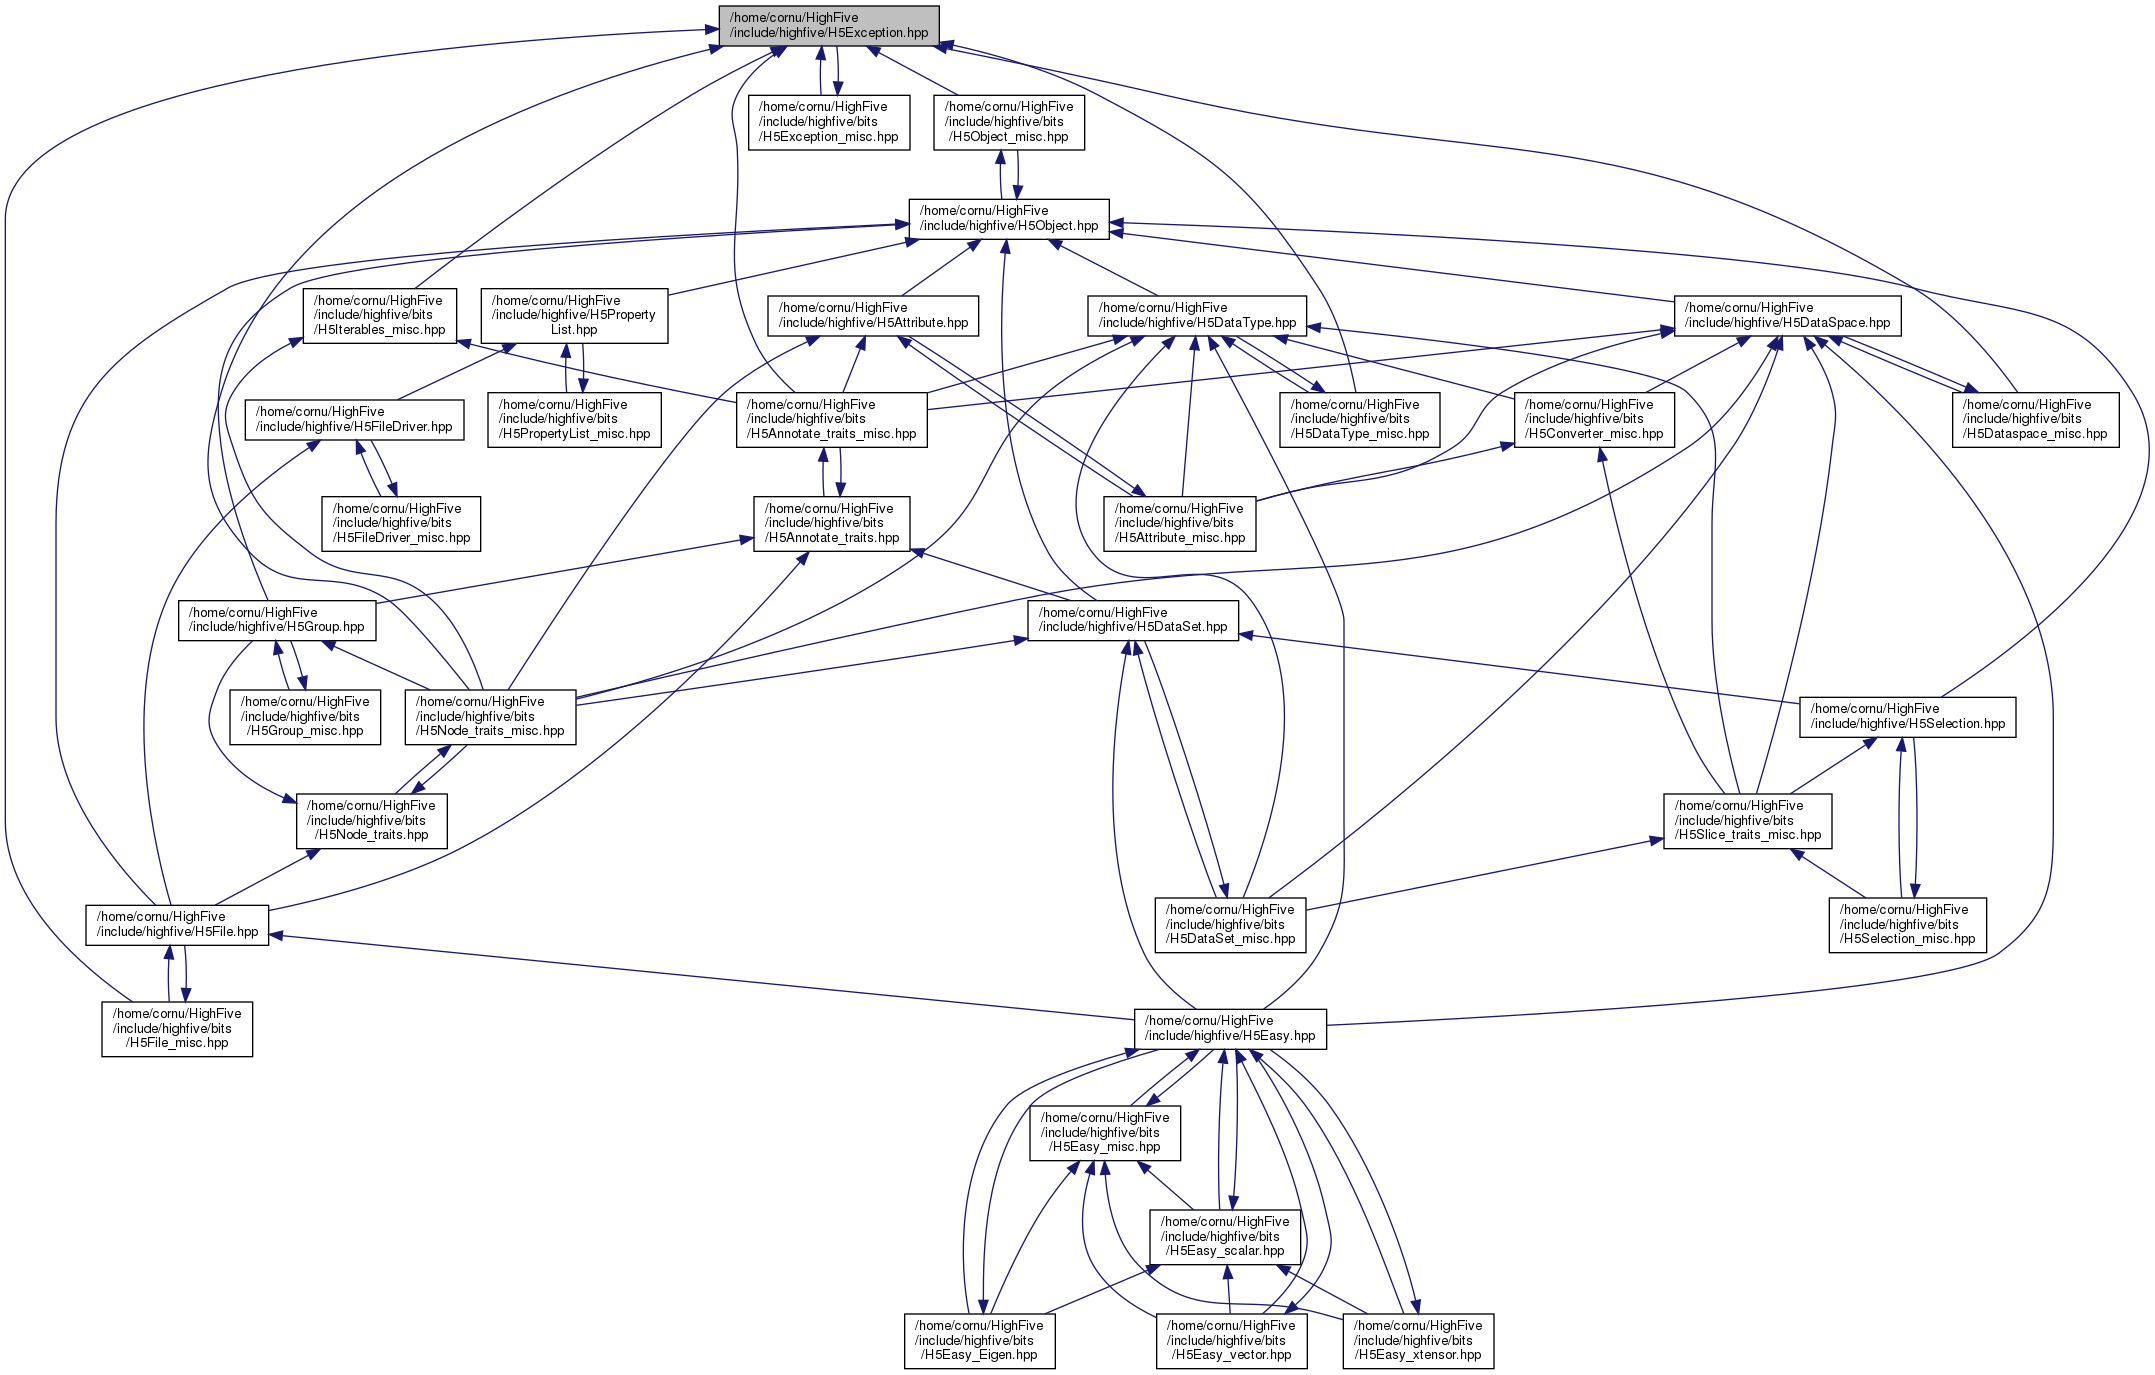 /home/cornu/HighFive
/include/highfive/H5Exception.hpp
/home/cornu/HighFive
/include/highfive/bits
/H5Exception_misc.hpp
/home/cornu/HighFive
/include/highfive/bits
/H5Object_misc.hpp
/home/cornu/HighFive
/include/highfive/H5Object.hpp
/home/cornu/HighFive
/include/highfive/bits
/H5Iterables_misc.hpp
/home/cornu/HighFive
/include/highfive/H5Property
List.hpp
/home/cornu/HighFive
/include/highfive/H5Attribute.hpp
/home/cornu/HighFive
/include/highfive/H5DataType.hpp
/home/cornu/HighFive
/include/highfive/H5DataSpace.hpp
/home/cornu/HighFive
/include/highfive/H5FileDriver.hpp
/home/cornu/HighFive
/include/highfive/bits
/H5PropertyList_misc.hpp
/home/cornu/HighFive
/include/highfive/bits
/H5Annotate_traits_misc.hpp
/home/cornu/HighFive
/include/highfive/bits
/H5DataType_misc.hpp
/home/cornu/HighFive
/include/highfive/bits
/H5Converter_misc.hpp
/home/cornu/HighFive
/include/highfive/bits
/H5Dataspace_misc.hpp
/home/cornu/HighFive
/include/highfive/bits
/H5FileDriver_misc.hpp
/home/cornu/HighFive
/include/highfive/bits
/H5Annotate_traits.hpp
/home/cornu/HighFive
/include/highfive/bits
/H5Attribute_misc.hpp
/home/cornu/HighFive
/include/highfive/H5Group.hpp
/home/cornu/HighFive
/include/highfive/H5DataSet.hpp
/home/cornu/HighFive
/include/highfive/bits
/H5Group_misc.hpp
/home/cornu/HighFive
/include/highfive/bits
/H5Node_traits_misc.hpp
/home/cornu/HighFive
/include/highfive/H5Selection.hpp
/home/cornu/HighFive
/include/highfive/bits
/H5Node_traits.hpp
/home/cornu/HighFive
/include/highfive/bits
/H5Slice_traits_misc.hpp
/home/cornu/HighFive
/include/highfive/H5File.hpp
/home/cornu/HighFive
/include/highfive/bits
/H5DataSet_misc.hpp
/home/cornu/HighFive
/include/highfive/bits
/H5Selection_misc.hpp
/home/cornu/HighFive
/include/highfive/bits
/H5File_misc.hpp
/home/cornu/HighFive
/include/highfive/H5Easy.hpp
/home/cornu/HighFive
/include/highfive/bits
/H5Easy_misc.hpp
/home/cornu/HighFive
/include/highfive/bits
/H5Easy_scalar.hpp
/home/cornu/HighFive
/include/highfive/bits
/H5Easy_Eigen.hpp
/home/cornu/HighFive
/include/highfive/bits
/H5Easy_vector.hpp
/home/cornu/HighFive
/include/highfive/bits
/H5Easy_xtensor.hpp